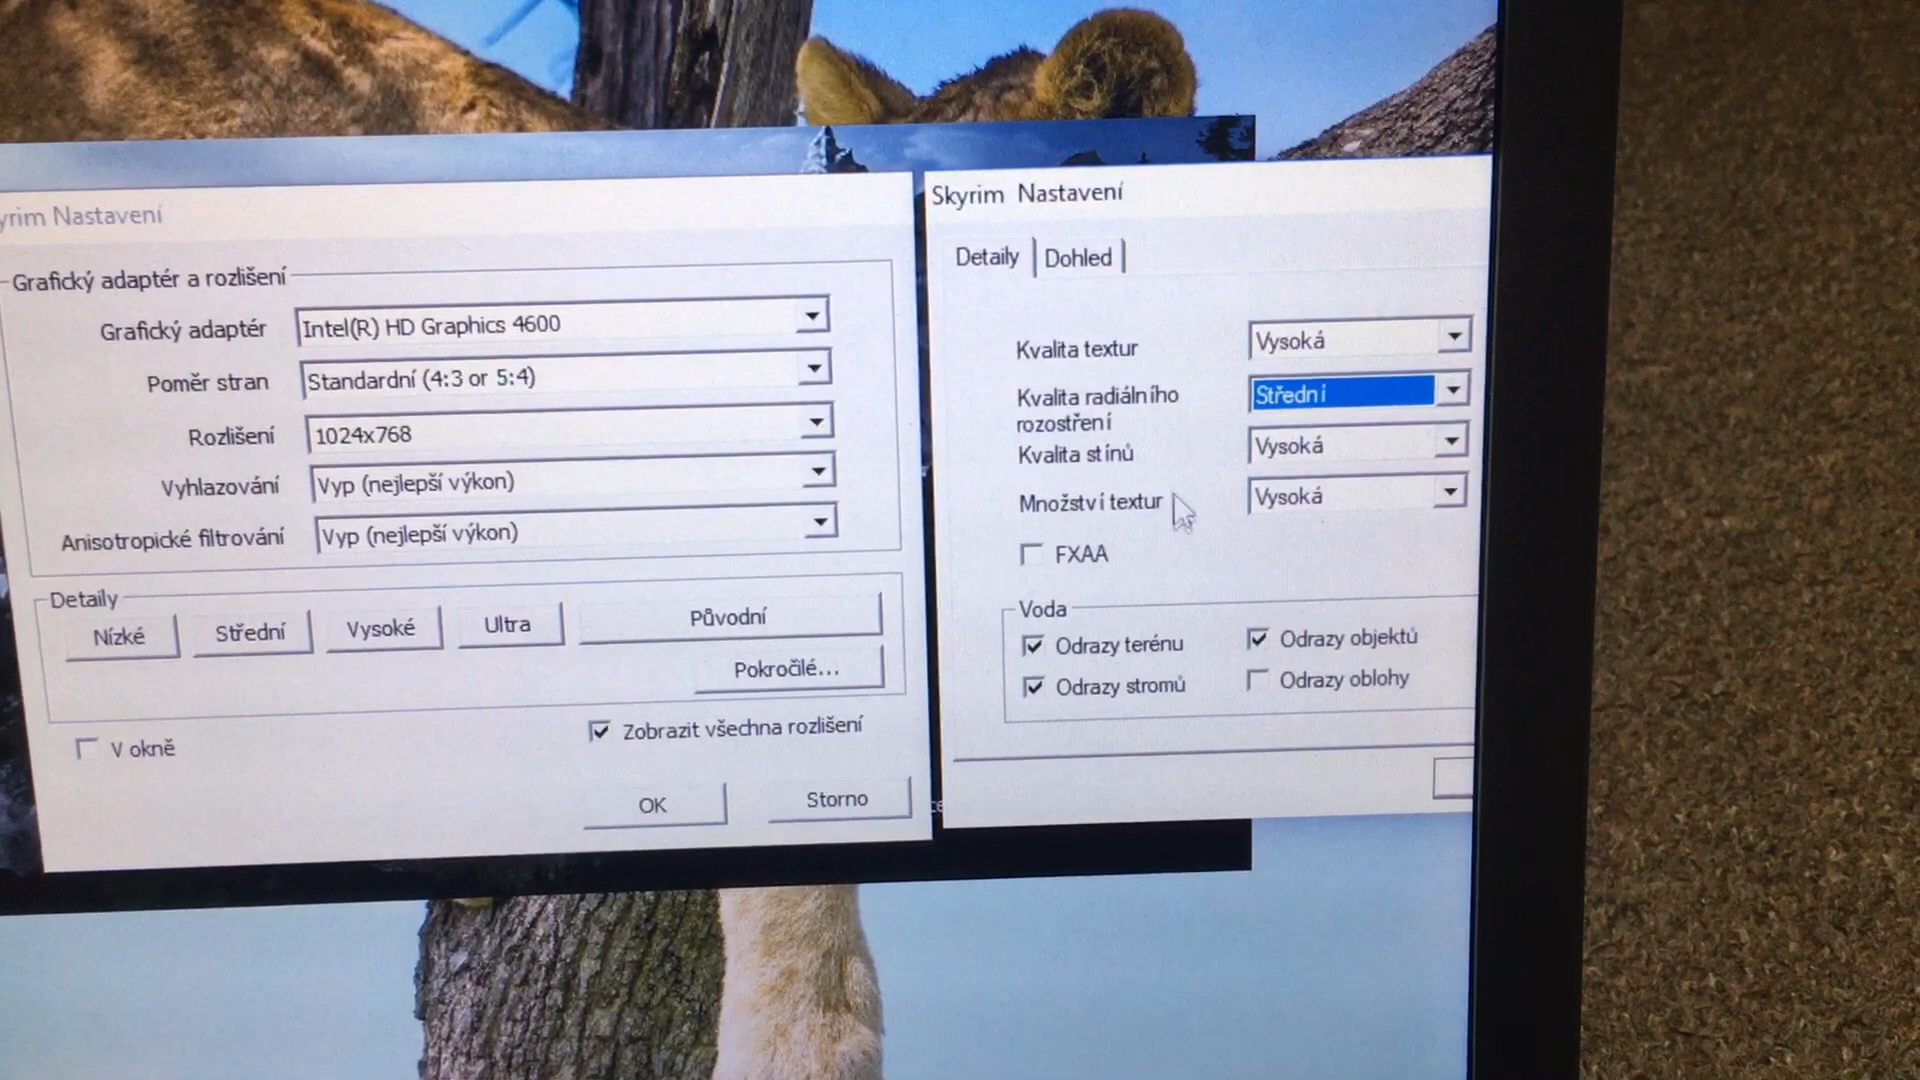 yrim Nastavení
Grafický adaptér a rozlišení
Grafický adaptér
Intel(R) HD Graphics 4600
Poměr stran
Standardní (4:3 or 5:4)
Rozlišení
1024x768
Vyhlazování
Vyp (nejlepší výkon)
Anisotropické filtrování
Vyp (nejlepší výkon)
Detaily
Nízké
Střední
Vysoké
Ultra
Původní
Pokročilé...
V okně
Zobrazit všechna rozlišení
OK
Storno
Skyrim Nastavení
Detaily
Dohled
Kvalita textur
Vysoká
Kvalita radiálního
rozostření
Střední
Kvalita stínů
Vysoká
Množství textur
Vysoká
FXAA
Voda
Odrazy terénu
Odrazy objektů
Odrazy stromů
Odrazy oblohy